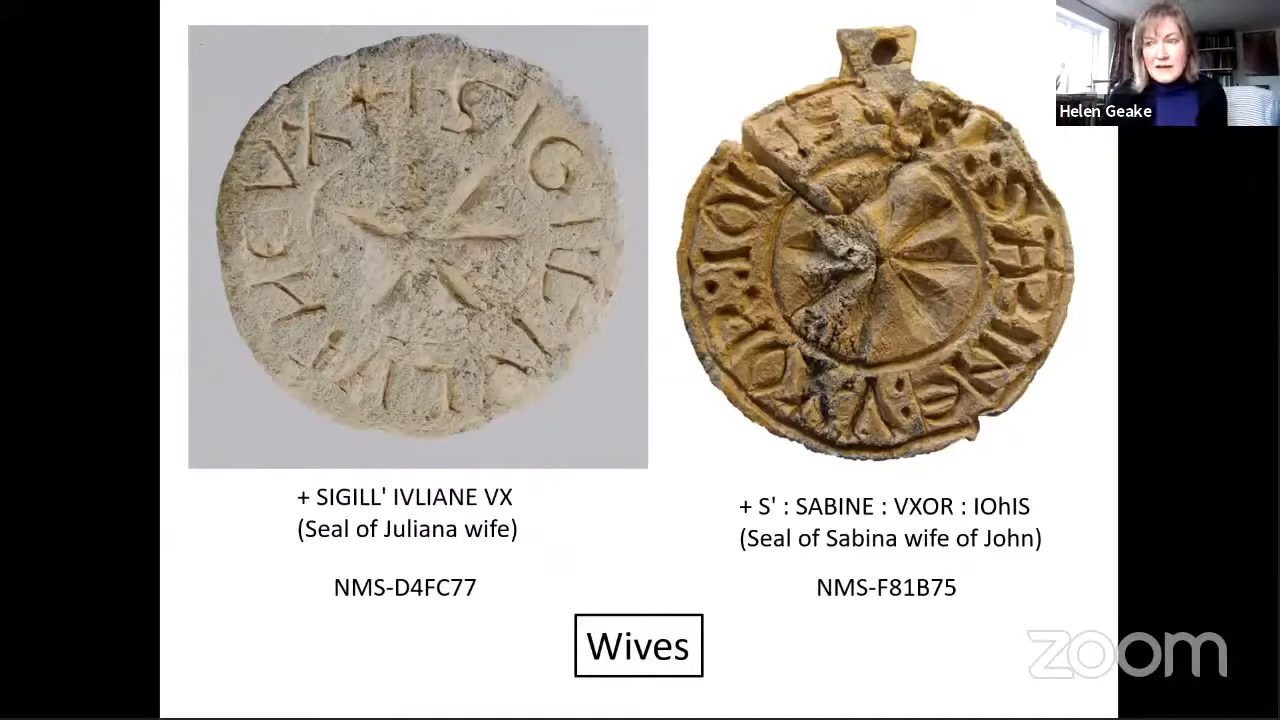 Helen Geake
+ SIGILL' IVLIANE VX
(Seal of Juliana wife)
NMS-D4FC77
+ S' : SABINE : VXOR : IOhIS
(Seal of Sabina wife of John)
NMS-F81B75
Wives
zoom